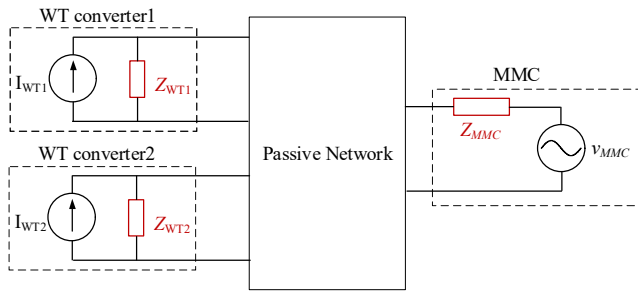 WT converter1
I_WT1
Z_WT1
WT converter2
I_WT2
Z_WT2
Passive Network
MMC
Z_MMC
v_MMC